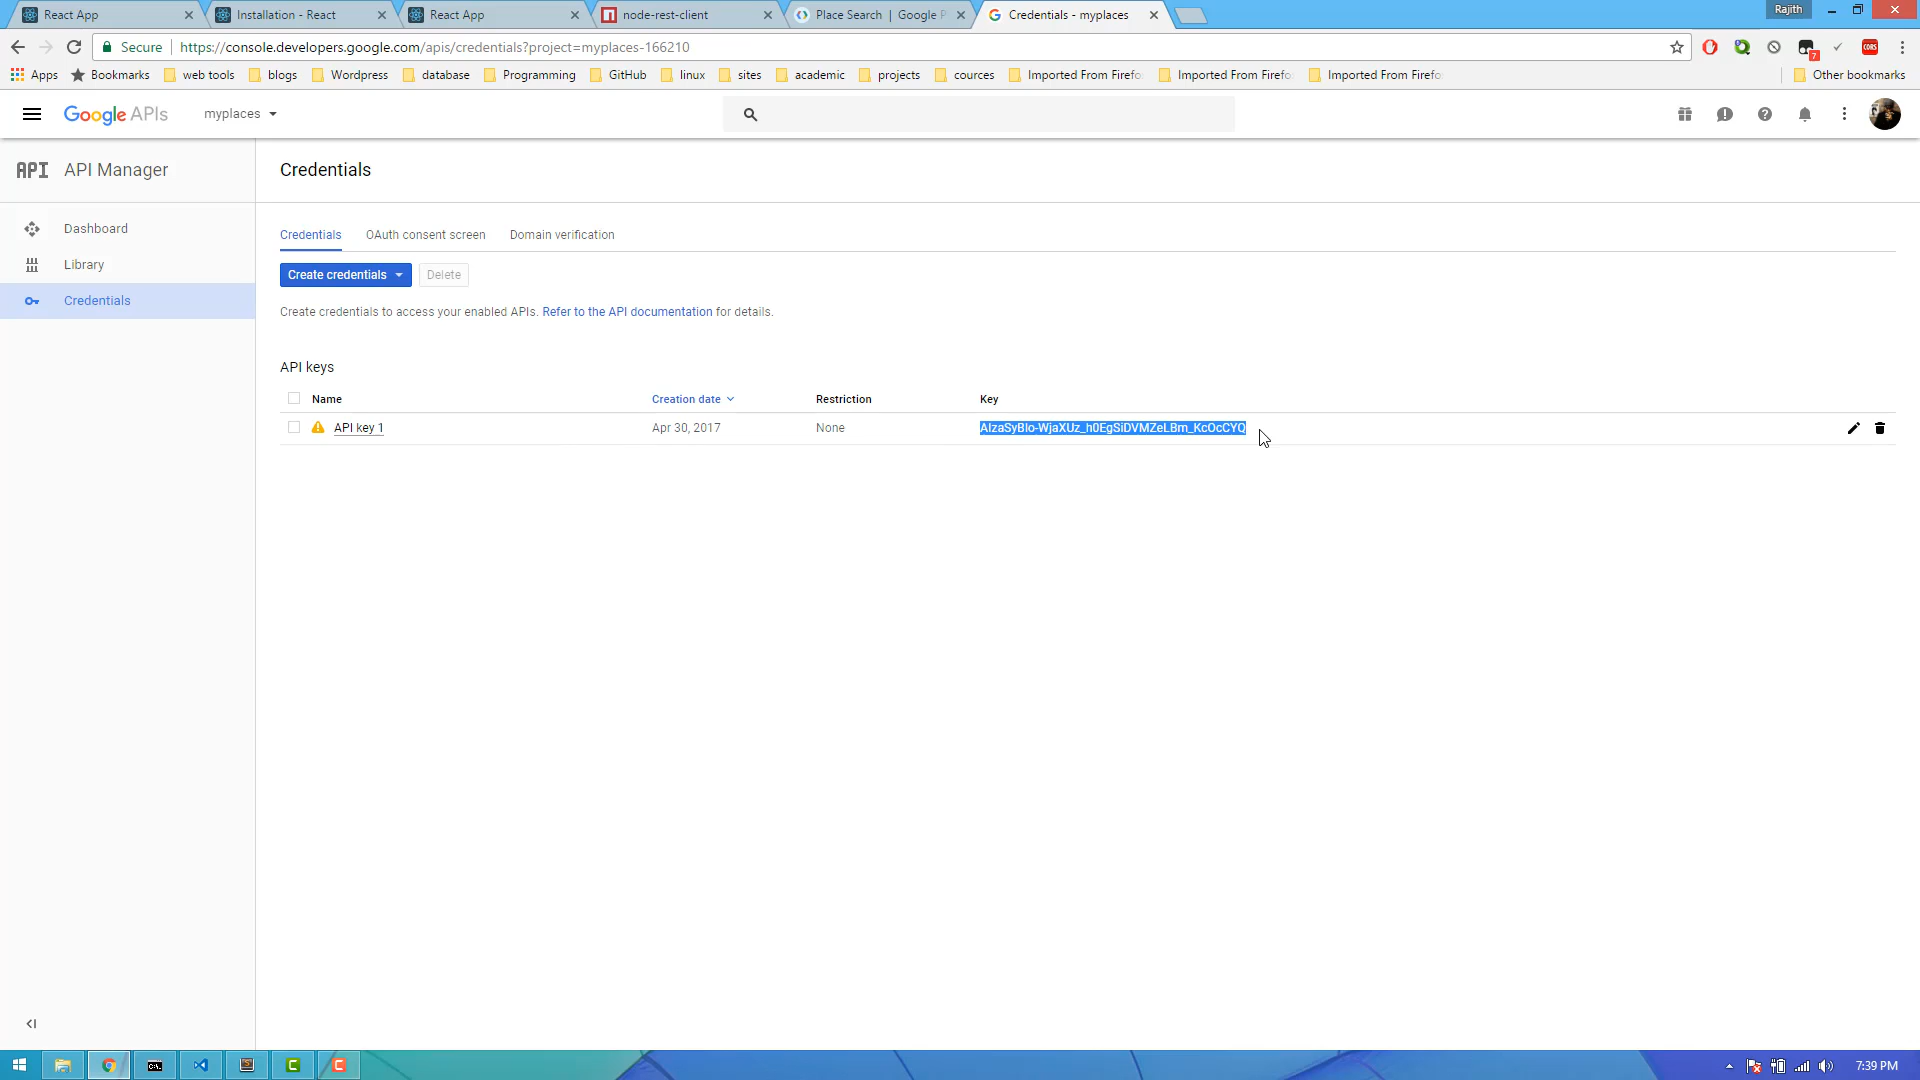 React App
Installation - React
React App
node-rest-client
Place Search | Google P
Credentials - myplaces
Rajith
Secure
https://console.developers.google.com/apis/credentials?project=myplaces-166210
Apps
Bookmarks
web tools
blogs
Wordpress
database
Programming
GitHub
linux
sites
academic
projects
cources
Imported From Firefo
Imported From Firefo
Imported From Firefo
Other bookmarks
7
CORS
Google APIs
myplaces
API
API Manager
Credentials
Dashboard
Library
Credentials
Credentials
OAuth consent screen
Domain verification
Create credentials
Delete
Create credentials to access your enabled APIs. Refer to the API documentation for details.
API keys
Name
Creation date
Restriction
Key
API key 1
Apr 30, 2017
None
AIzaSyBIo-WjaXUz_h0EgSiDVMZeLBm_KcOcCYQ
7:39 PM